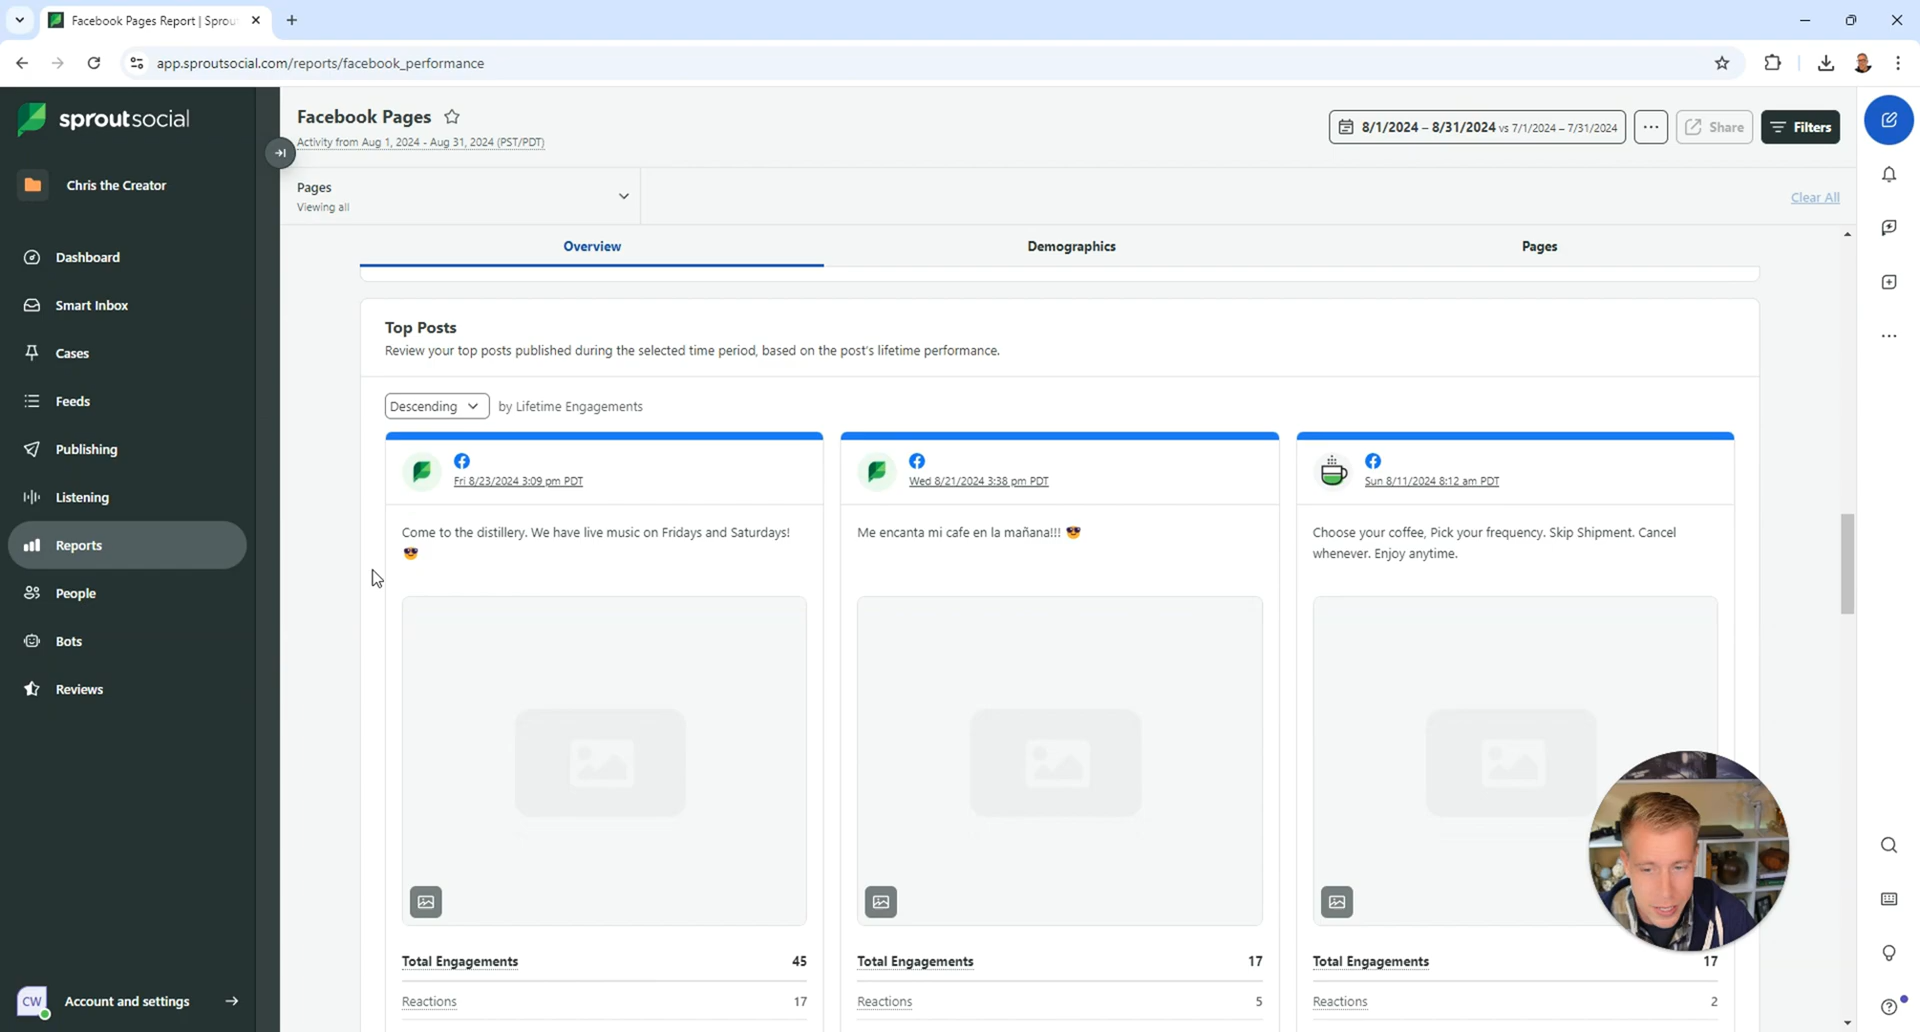 Facebook Pages Report | Sprou
app.sproutsocial.com/reports/facebook_performance
sproutsocial
Chris the Creator
Dashboard
Smart Inbox
Cases
Feeds
Publishing
Listening
Reports
People
Bots
Reviews
CW
Account and settings
Facebook Pages
Activity from Aug 1, 2024 - Aug 31, 2024 (PST/PDT)
8/1/2024 – 8/31/2024 vs 7/1/2024 – 7/31/2024
Share
Filters
Pages
Viewing all
Clear All
Overview
Demographics
Pages
Top Posts
Review your top posts published during the selected time period, based on the post's lifetime performance.
Descending by Lifetime Engagements
Fri 8/23/2024 3:09 pm PDT
Come to the distillery. We have live music on Fridays and Saturdays!
😎
Total Engagements 45
Reactions 17
Wed 8/21/2024 3:38 pm PDT
Me encanta mi cafe en la mañana!!! 😎
Total Engagements 17
Reactions 5
Sun 8/11/2024 8:12 am PDT
Choose your coffee, Pick your frequency. Skip Shipment. Cancel
whenever. Enjoy anytime.
Total Engagements 17
Reactions 2